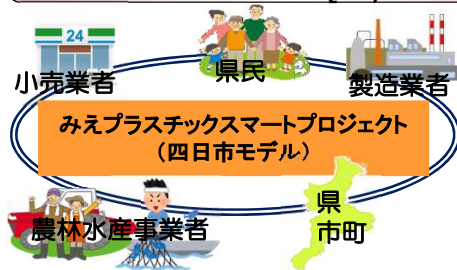 24
小売業者
県民
製造業者
みえプラスチックスマートプロジェクト
(四日市モデル)
農林水産事業者
県
市町